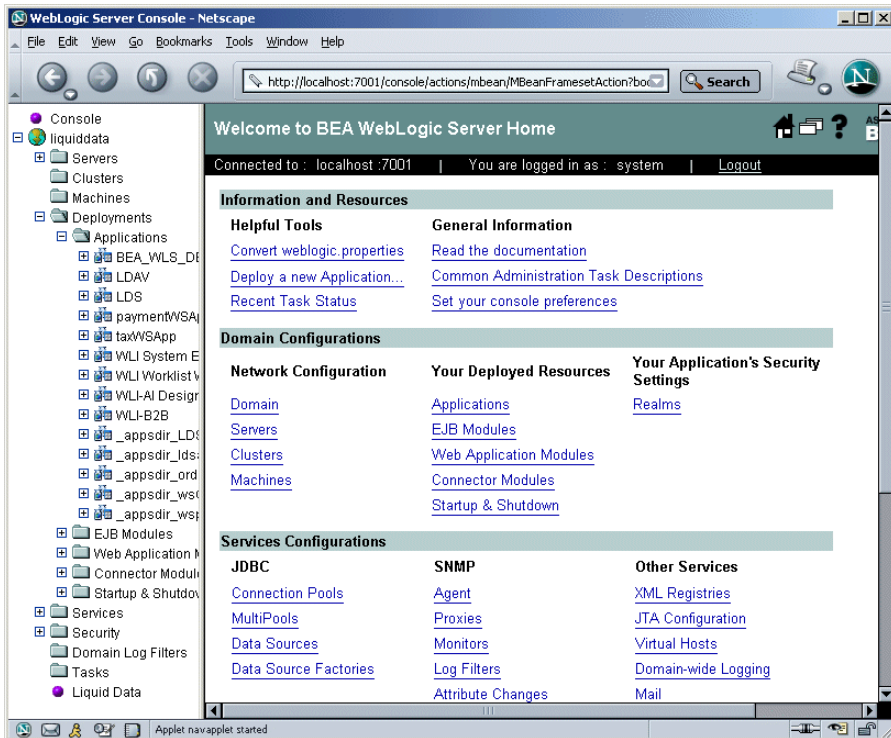 WebLogic Server Console - Netscape
File Edit View Go Bookmarks Tools Window Help
http://localhost:7001/console/actions/mbean/MBeanFramesetAction?bod
Search
N
Console
liquiddata
Servers
Clusters
Machines
Deployments
Applications
BEA_WLS_DE
LDAV
LDS
paymentWSAp
taxWSApp
WLI System E
WLI Worklist W
WLI-AI Design
WLI-B2B
_appsdir_LDS
_appsdir_ldsa
_appsdir_ord
_appsdir_ws
_appsdir_wsp
EJB Modules
Web Application M
Connector Modul
Startup & Shutdo
Services
Security
Domain Log Filters
Tasks
Liquid Data
Welcome to BEA WebLogic Server Home
?
Connected to : localhost :7001 | You are logged in as : system | Logout
Information and Resources
Helpful Tools
Convert weblogic.properties
Deploy a new Application...
Recent Task Status
General Information
Read the documentation
Common Administration Task Descriptions
Set your console preferences
Domain Configurations
Network Configuration
Domain
Servers
Clusters
Machines
Your Deployed Resources
Applications
EJB Modules
Web Application Modules
Connector Modules
Startup & Shutdown
Your Application's Security
Settings
Realms
Services Configurations
JDBC
Connection Pools
MultiPools
Data Sources
Data Source Factories
SNMP
Agent
Proxies
Monitors
Log Filters
Attribute Changes
Other Services
XML Registries
JTA Configuration
Virtual Hosts
Domain-wide Logging
Mail
Applet navapplet started